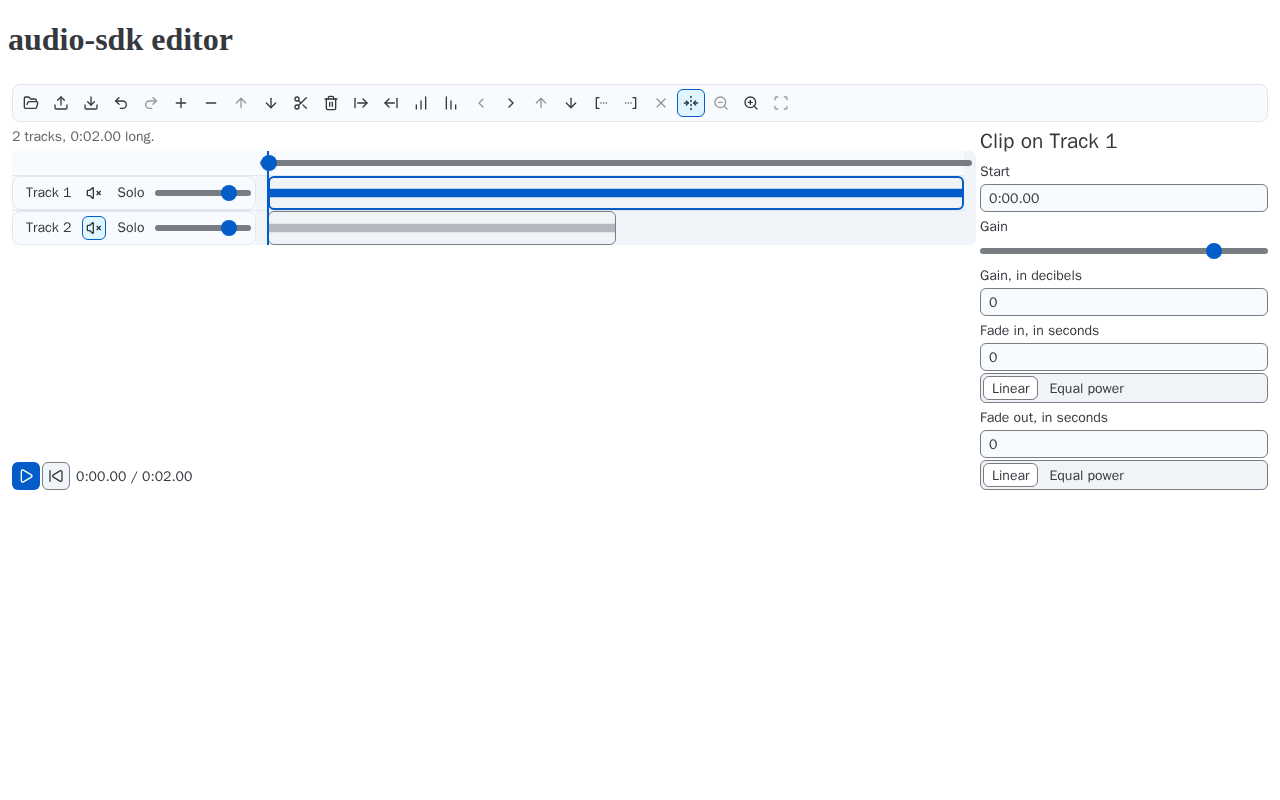 audio-sdk editor
2 tracks, 0:02.00 long.
Clip on Track 1
Start
0:00.00
Track 1 Solo
Track 2 Solo
Gain
Gain, in decibels
0
Fade in, in seconds
0
Linear Equal power
Fade out, in seconds
0
Linear Equal power
0:00.00 / 0:02.00